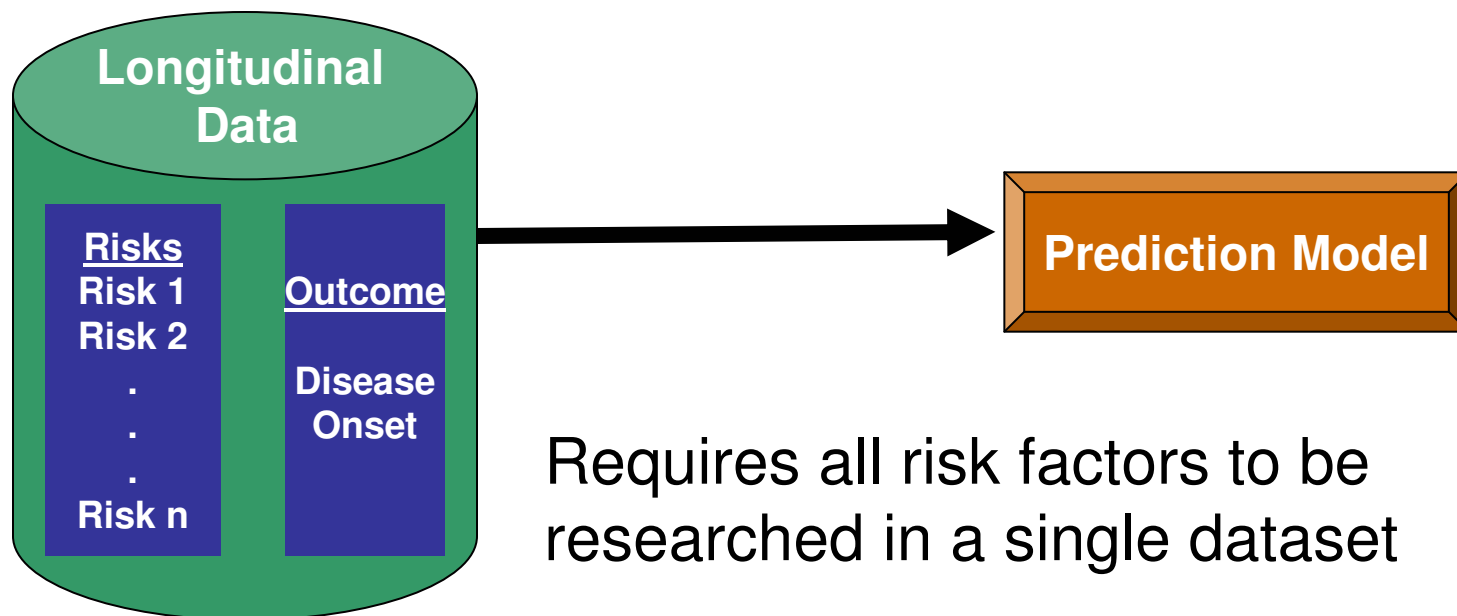 Longitudinal
Data
Risks
Risk 1
Risk 2
.
.
.
Risk n
Outcome
Disease
Onset
Prediction Model
Requires all risk factors to be
researched in a single dataset